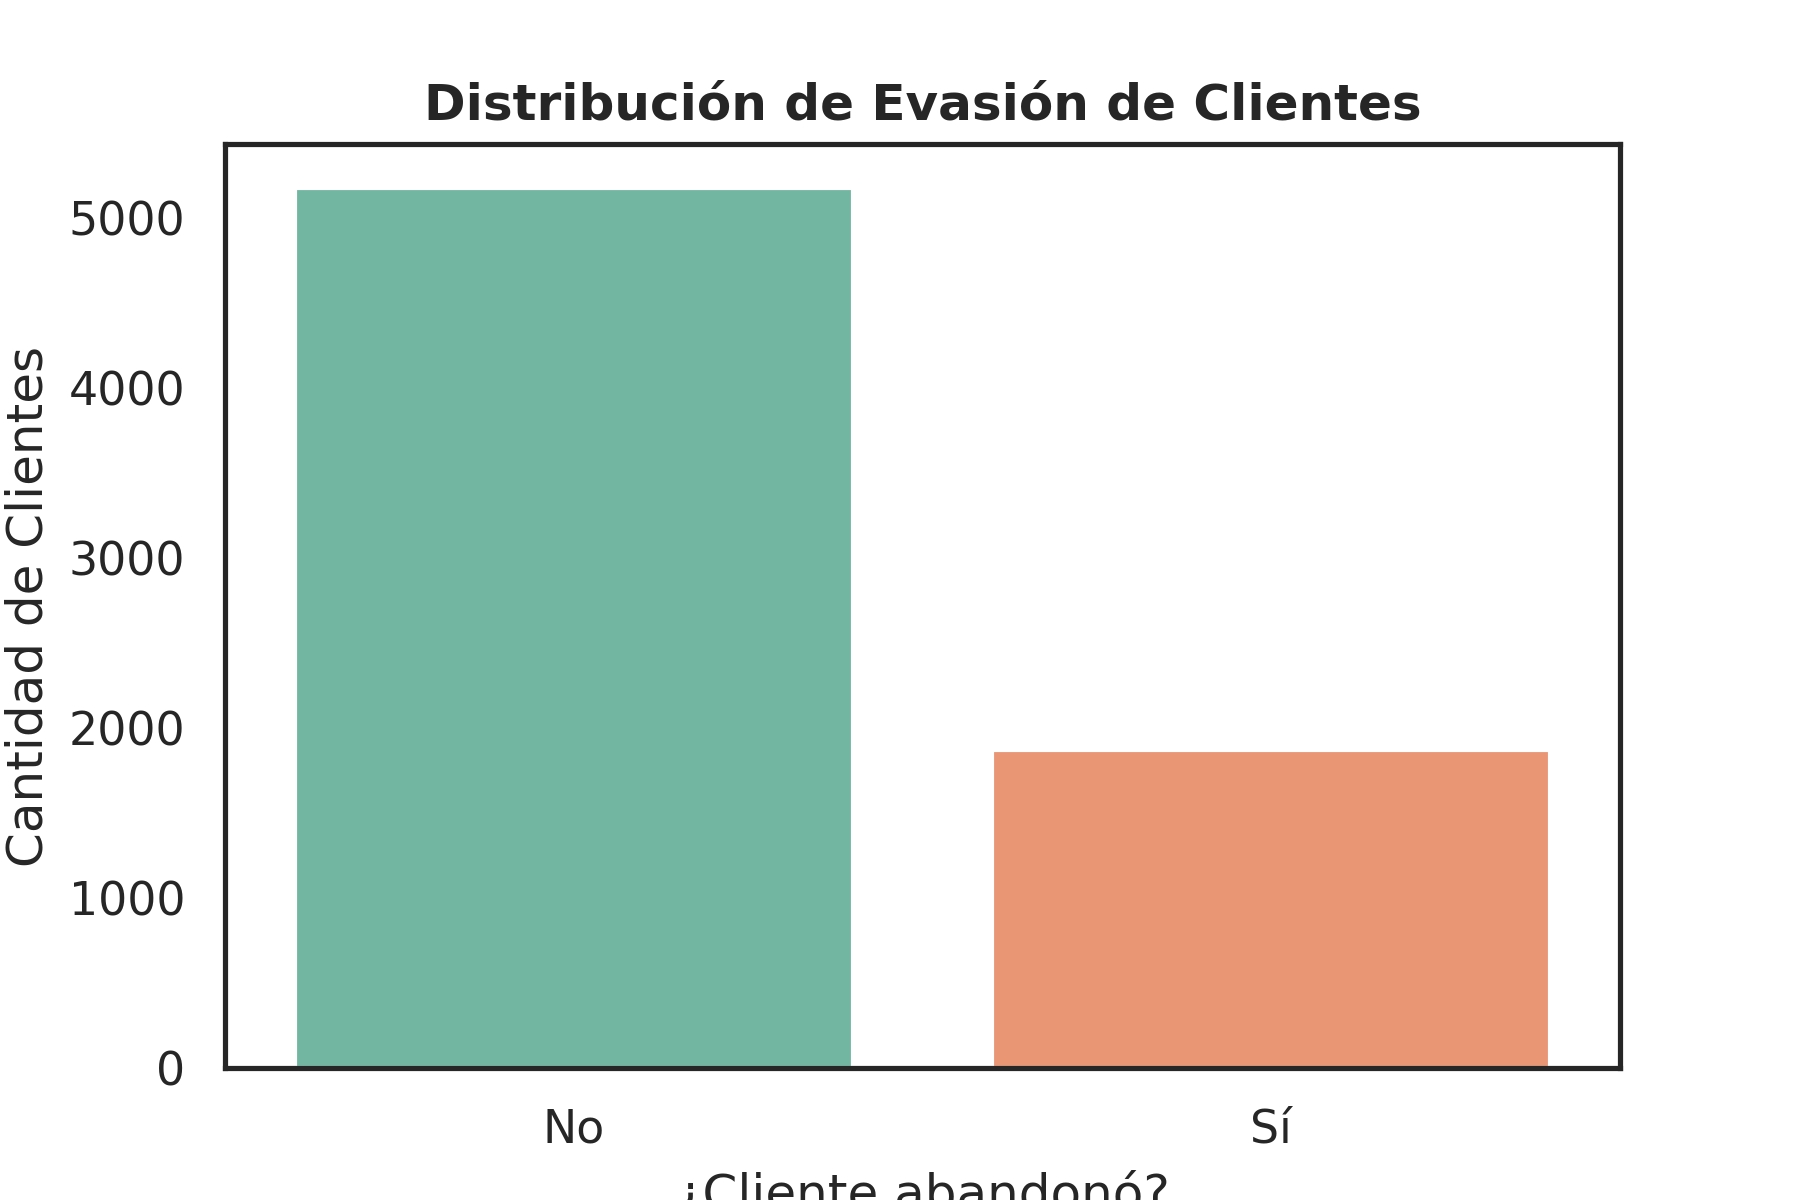 Distribución de Evasión de Clientes
Cantidad de Clientes
5000
4000
3000
2000
1000
0
No
Sí
¿Cliente abandonó?